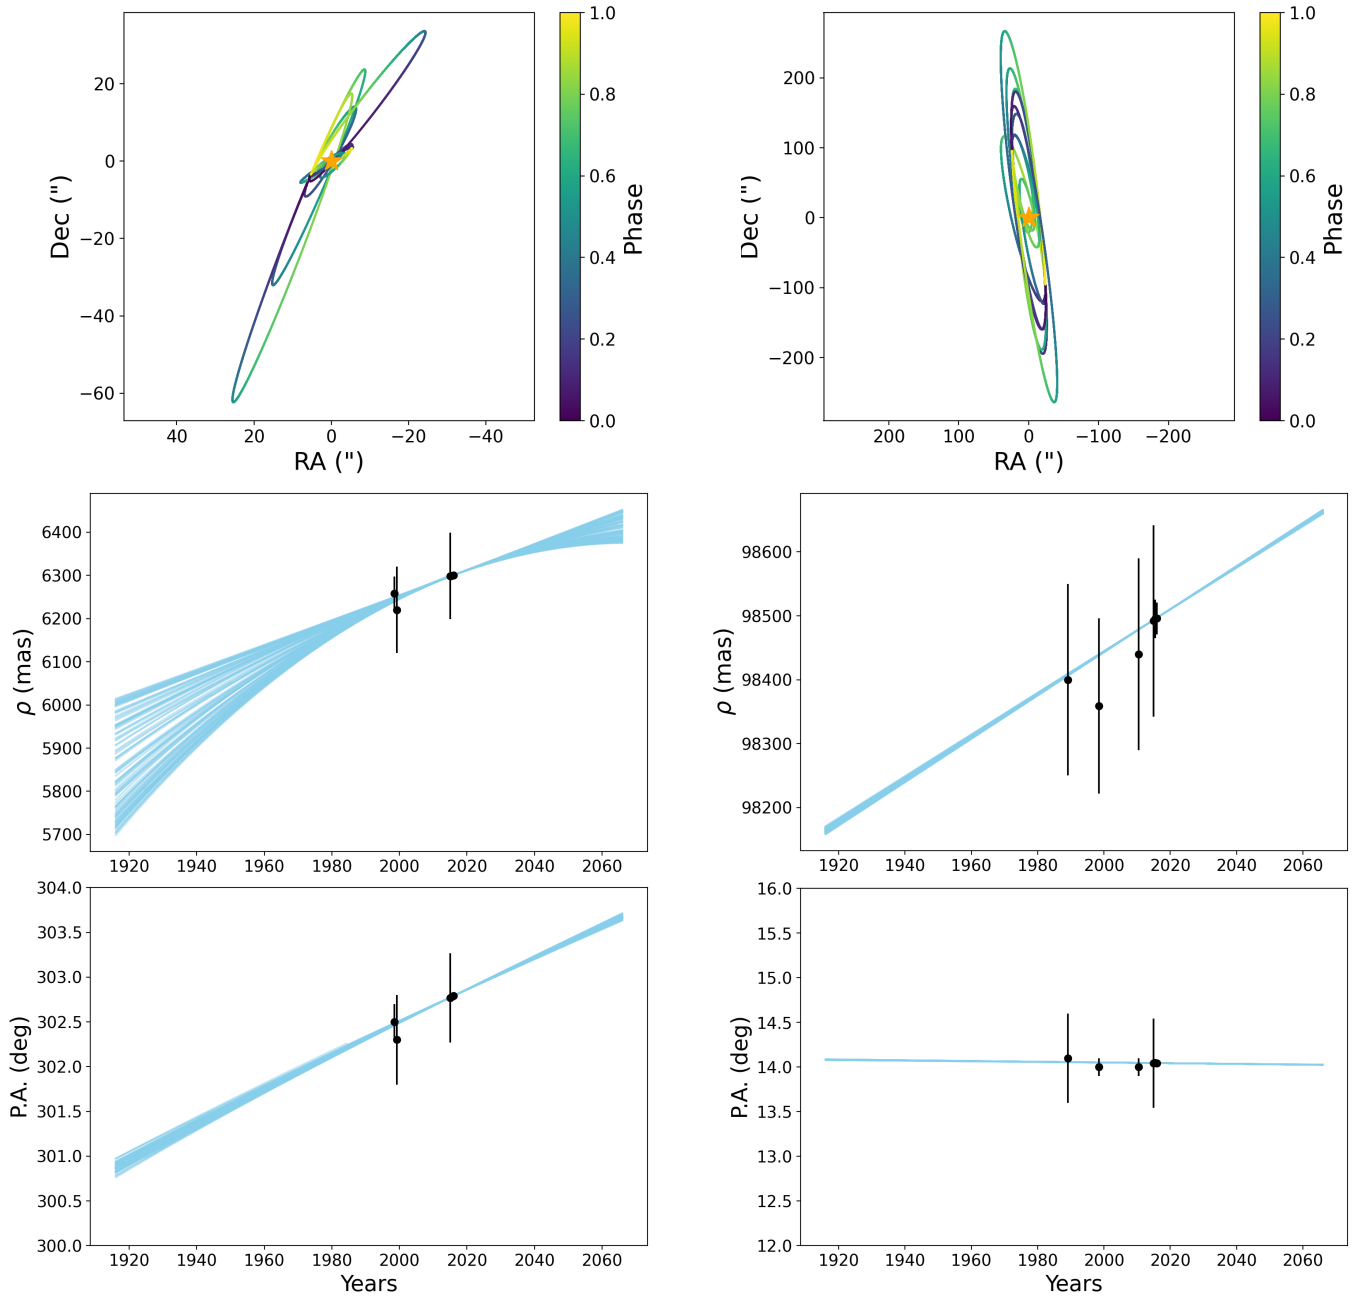 1.0
0.8
0.6
0.4
0.2
0.0
Phase
20
0
−20
−40
−60
Dec (")
40 20 0 −20 −40
RA (")
1.0
0.8
0.6
0.4
0.2
0.0
Phase
200
100
0
−100
−200
Dec (")
200 100 0 −100 −200
RA (")
6400
6300
6200
6100
6000
5900
5800
5700
ρ (mas)
1920 1940 1960 1980 2000 2020 2040 2060
98600
98500
98400
98300
98200
ρ (mas)
1920 1940 1960 1980 2000 2020 2040 2060
304.0
303.5
303.0
302.5
302.0
301.5
301.0
300.5
300.0
P.A. (deg)
1920 1940 1960 1980 2000 2020 2040 2060
Years
16.0
15.5
15.0
14.5
14.0
13.5
13.0
12.5
12.0
P.A. (deg)
1920 1940 1960 1980 2000 2020 2040 2060
Years